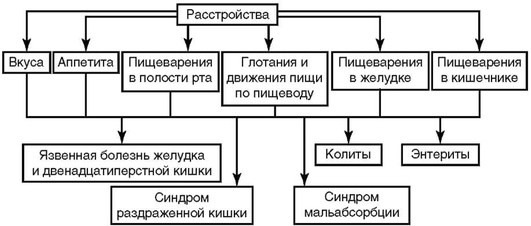 Расстройства
Вкуса
Аппетита
Пищеварения
в полости рта
Глотания и
движения пищи
по пищеводу
Пищеварения
в желудке
Пищеварения
в кишечнике
Язвенная болезнь желудка
и двенадцатиперстной кишки
Колиты
Энтериты
Синдром
раздраженной кишки
Синдром
мальабсорбции